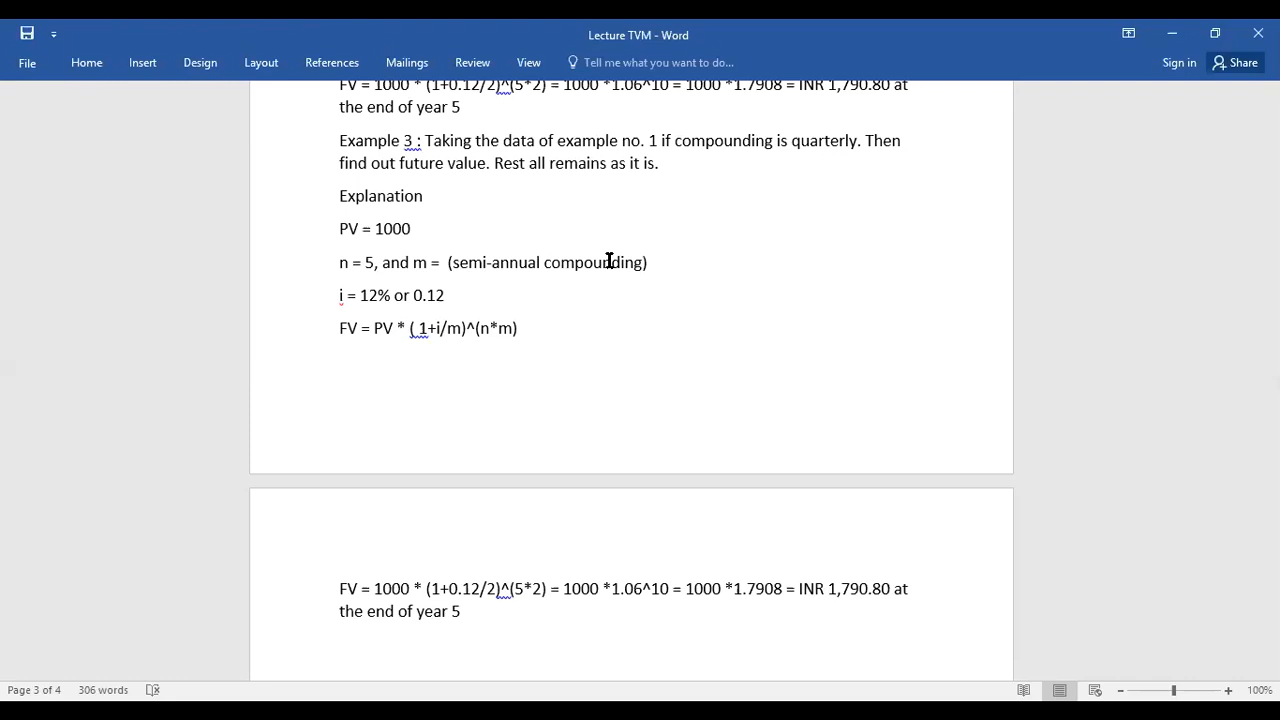 Lecture TVM - Word
File Home Insert Design Layout References Mailings Review View Tell me what you want to do... Sign in Share
FV = 1000 * (1+0.12/2)^(5*2) = 1000 *1.06^10 = 1000 *1.7908 = INR 1,790.80 at
the end of year 5
Example 3 : Taking the data of example no. 1 if compounding is quarterly. Then
find out future value. Rest all remains as it is.
Explanation
PV = 1000
n = 5, and m =  (semi-annual compounding)
i = 12% or 0.12
FV = PV * ( 1+i/m)^(n*m)
FV = 1000 * (1+0.12/2)^(5*2) = 1000 *1.06^10 = 1000 *1.7908 = INR 1,790.80 at
the end of year 5
Page 3 of 4 306 words 100%